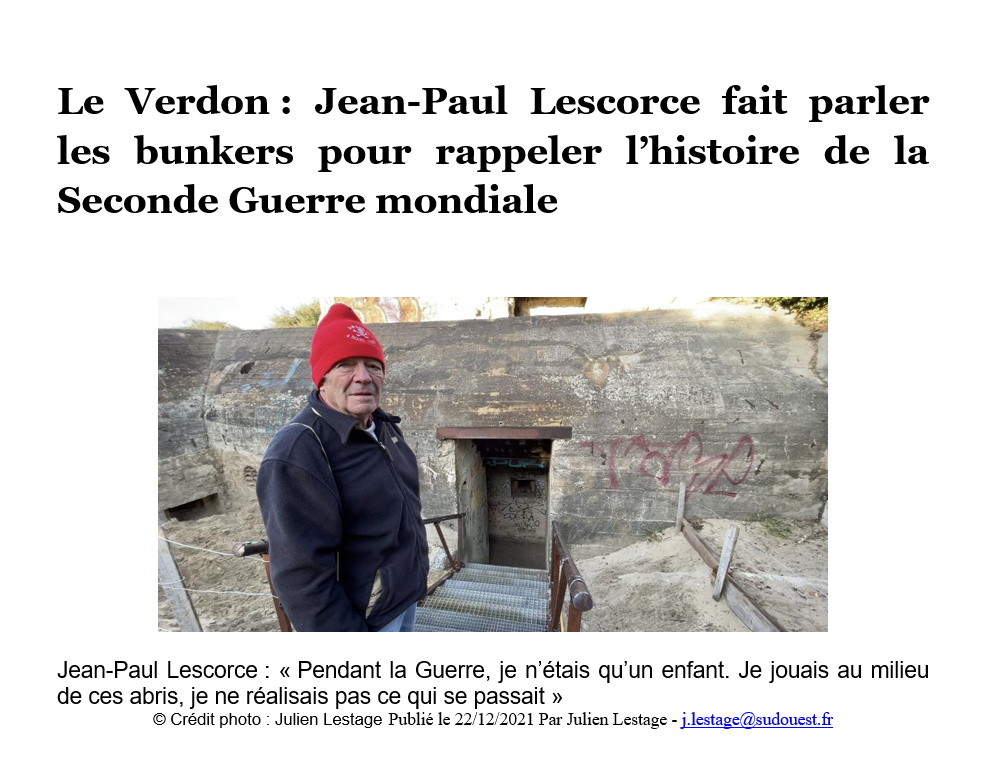 Le Verdon : Jean-Paul Lescorce fait parler
les bunkers pour rappeler l’histoire de la
Seconde Guerre mondiale
Jean-Paul Lescorce : « Pendant la Guerre, je n’étais qu’un enfant. Je jouais au milieu
de ces abris, je ne réalisais pas ce qui se passait »
© Crédit photo : Julien Lestage Publié le 22/12/2021 Par Julien Lestage - j.lestage@sudouest.fr